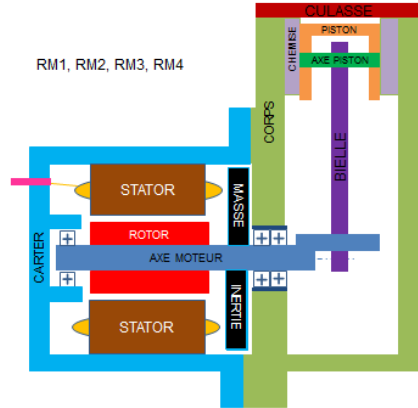 CULASSE
PISTON
CHEMISE
AXE PISTON
RM1, RM2, RM3, RM4
CORPS
BIELLE
STATOR
MASSE
ROTOR
CARTER
AXE MOTEUR
INERTIE
STATOR